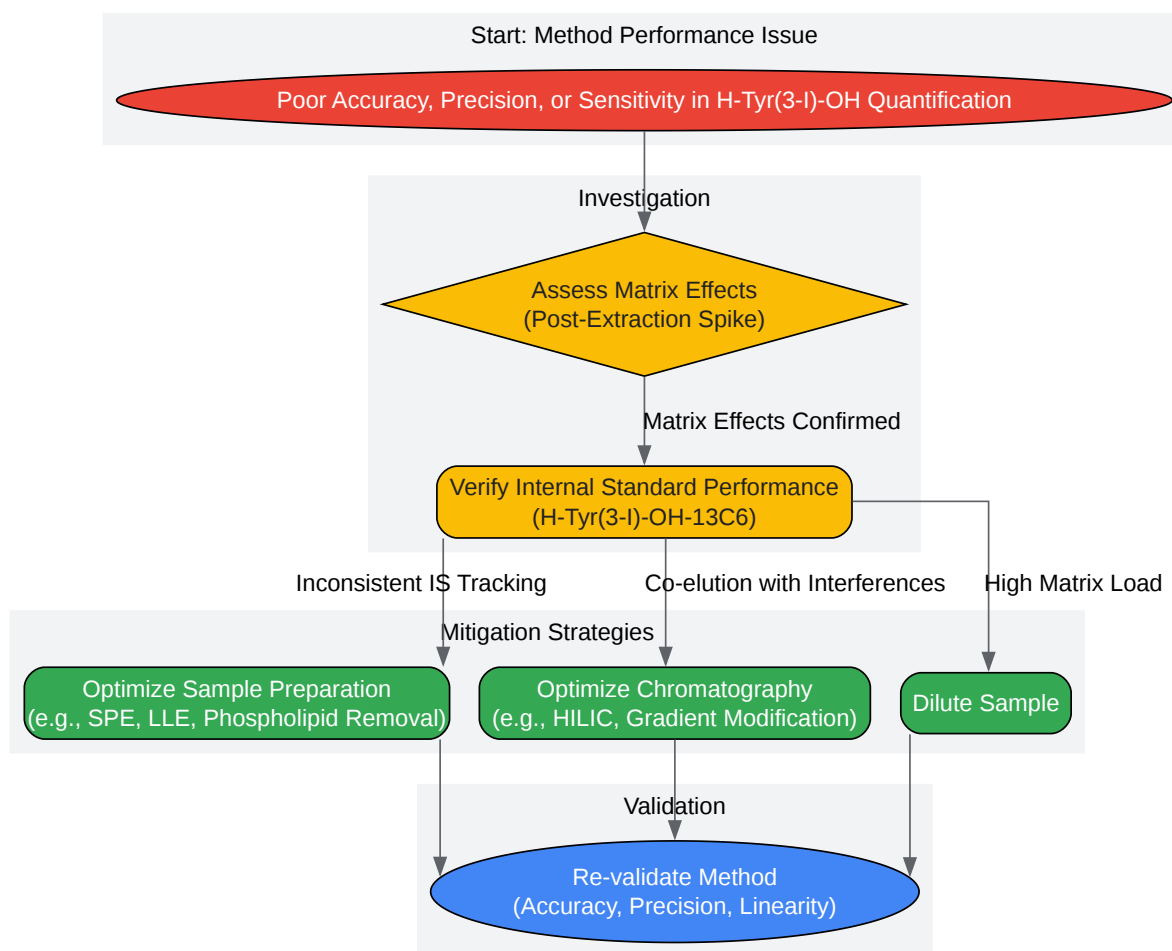 Start: Method Performance Issue
Poor Accuracy, Precision, or Sensitivity in H-Tyr(3-I)-OH Quantification
Investigation
Assess Matrix Effects
(Post-Extraction Spike)
Matrix Effects Confirmed
Verify Internal Standard Performance
(H-Tyr(3-I)-OH-13C6)
Inconsistent IS Tracking
Co-elution with Interferences
High Matrix Load
Mitigation Strategies
Optimize Sample Preparation
(e.g., SPE, LLE, Phospholipid Removal)
Optimize Chromatography
(e.g., HILIC, Gradient Modification)
Dilute Sample
Validation
Re-validate Method
(Accuracy, Precision, Linearity)